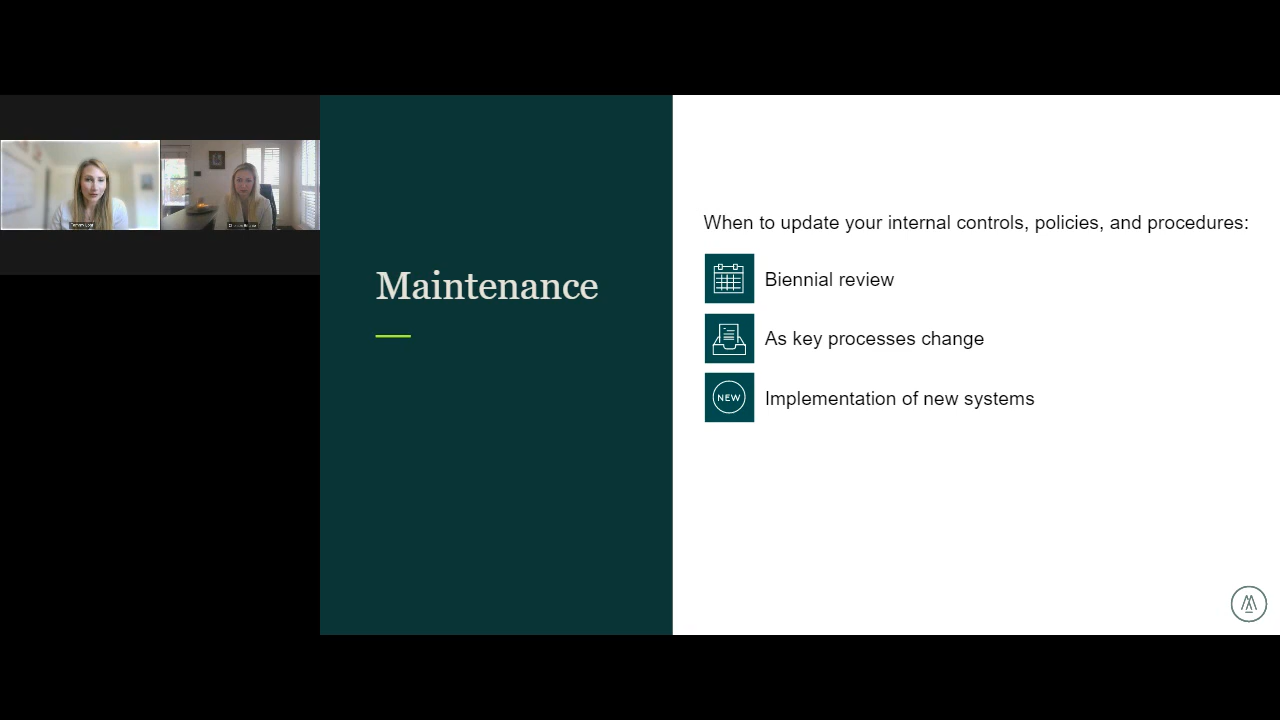 Maintenance
When to update your internal controls, policies, and procedures:
Biennial review
As key processes change
NEW
Implementation of new systems